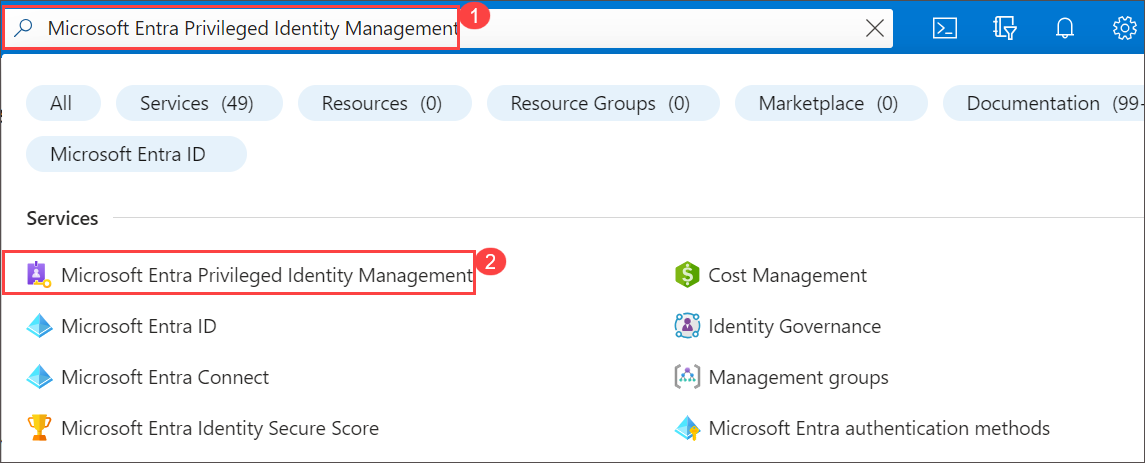 Microsoft Entra Privileged Identity Management 1
All Services (49) Resources (0) Resource Groups (0) Marketplace (0) Documentation (99-
Microsoft Entra ID
Services
Microsoft Entra Privileged Identity Management 2 Cost Management
Microsoft Entra ID Identity Governance
Microsoft Entra Connect Management groups
Microsoft Entra Identity Secure Score Microsoft Entra authentication methods